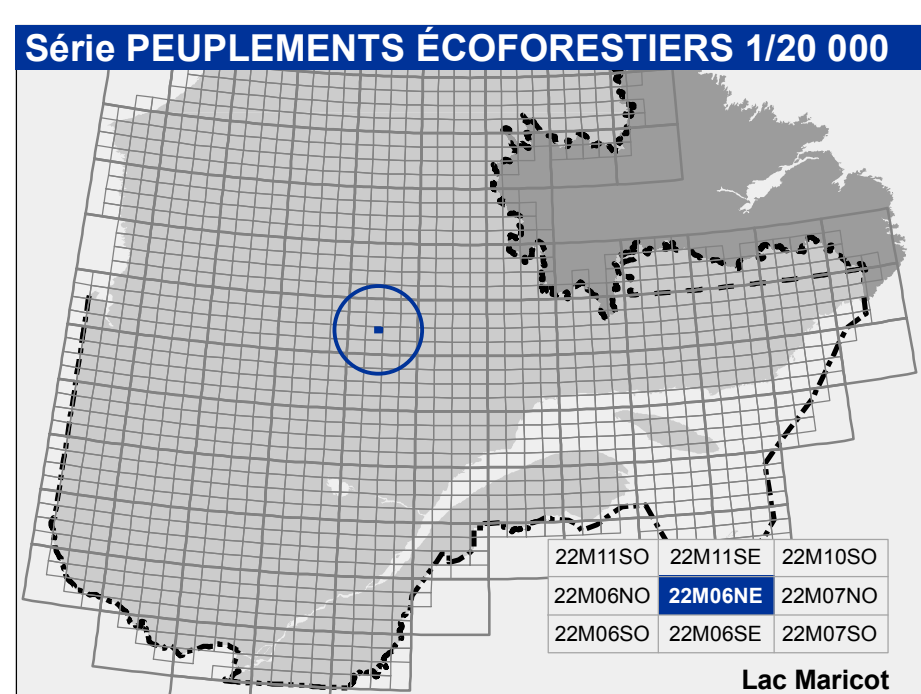 Série PEUPLEMENTS ÉCOFORESTIERS 1/20 000
22M11SO 22M11SE 22M10SO
22M06NO 22M06NE 22M07NO
22M06SO 22M06SE 22M07SO
Lac Maricot